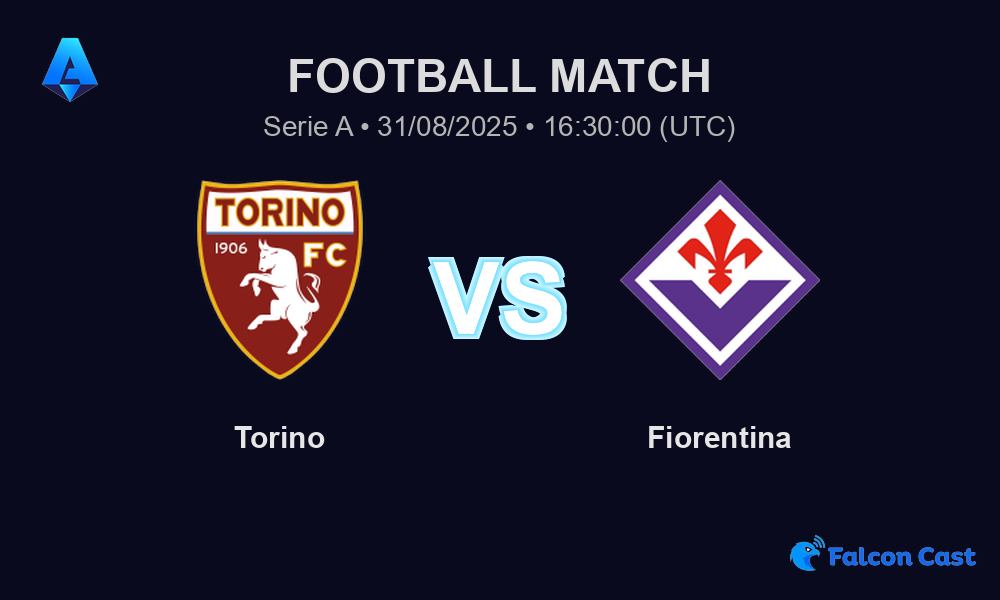 FOOTBALL MATCH
Serie A • 31/08/2025 • 16:30:00 (UTC)
TORINO
1906
FC
VS
Torino
Fiorentina
Falcon Cast